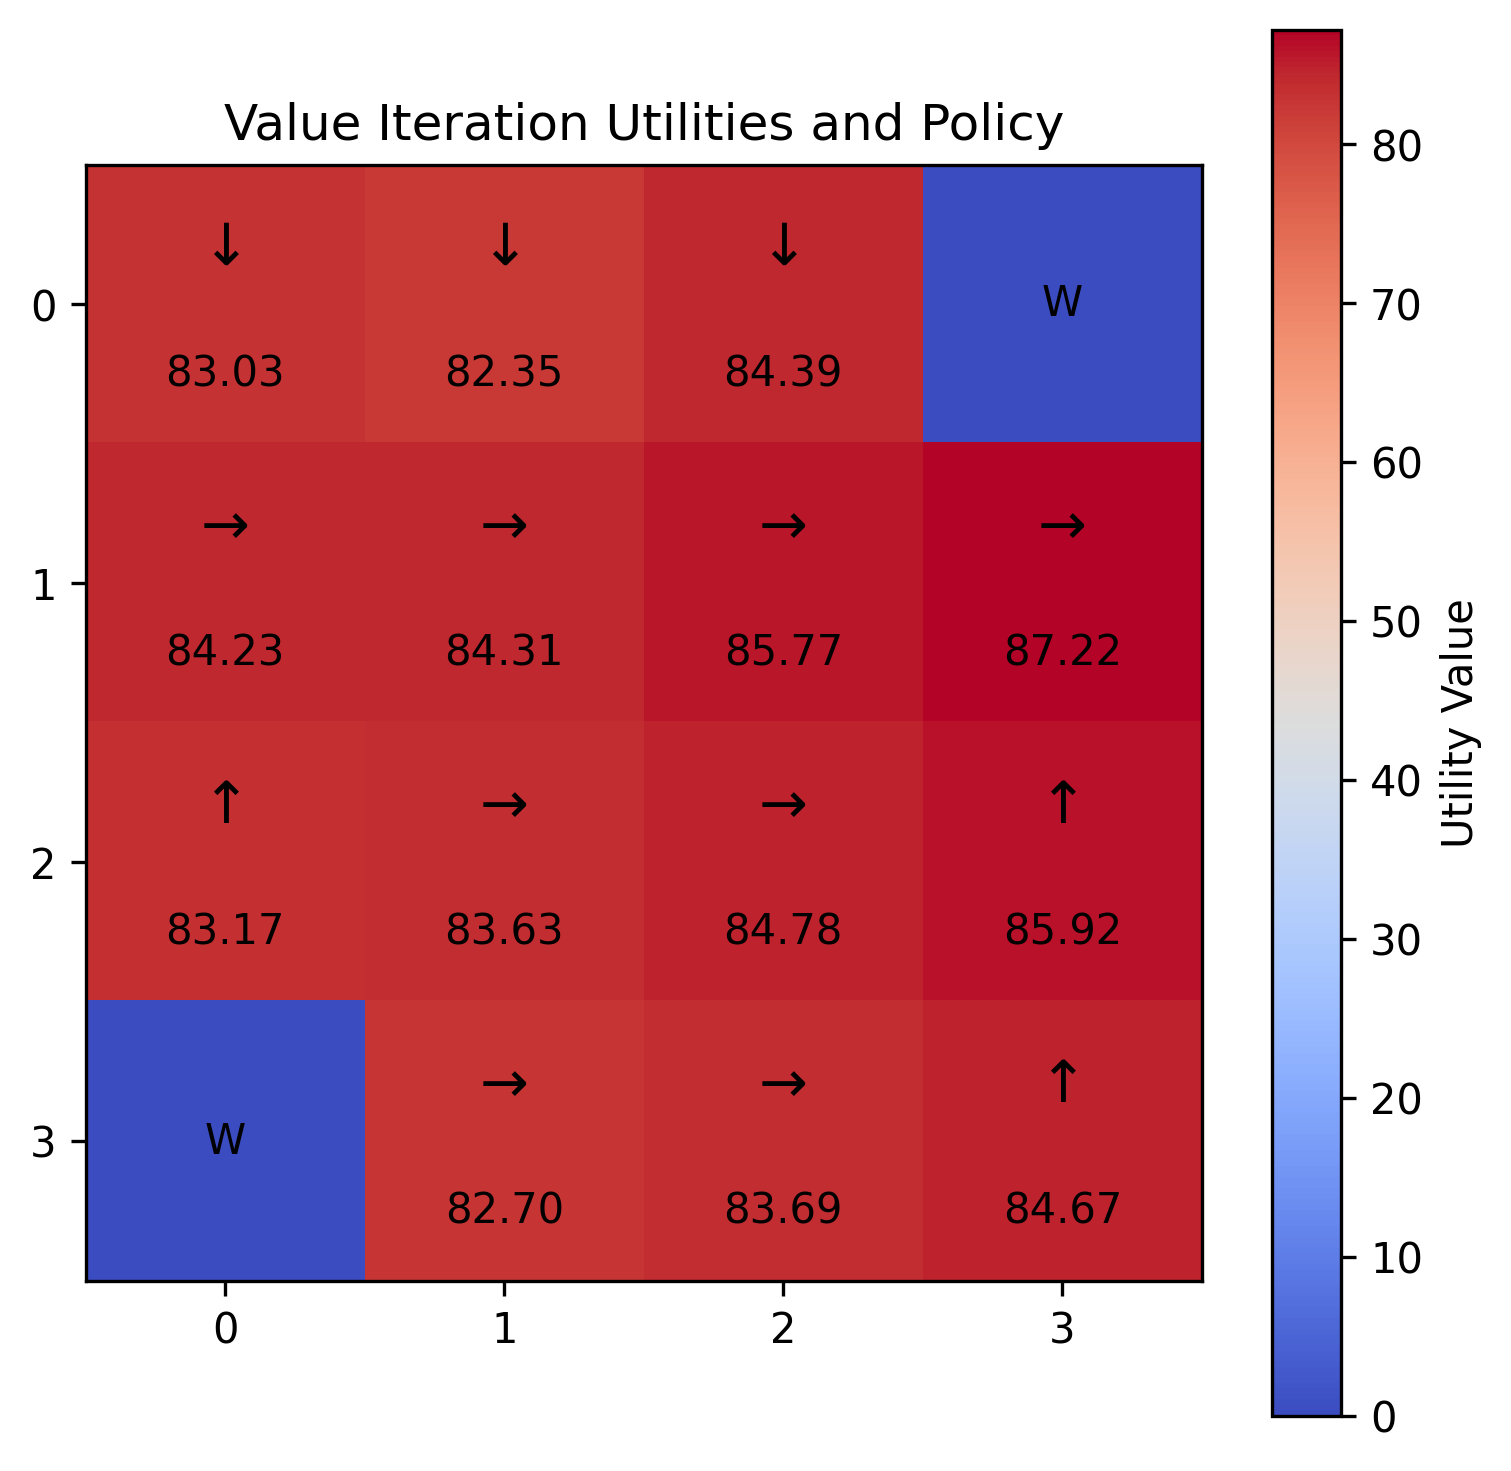 Value Iteration Utilities and Policy
↓ ↓ ↓ W
0
83.03 82.35 84.39
→ → → →
1
84.23 84.31 85.77 87.22
↑ → → ↑
2
83.17 83.63 84.78 85.92
→ → ↑
3 W
82.70 83.69 84.67
0 1 2 3
80
70
60
50
40
30
20
10
0
Utility Value